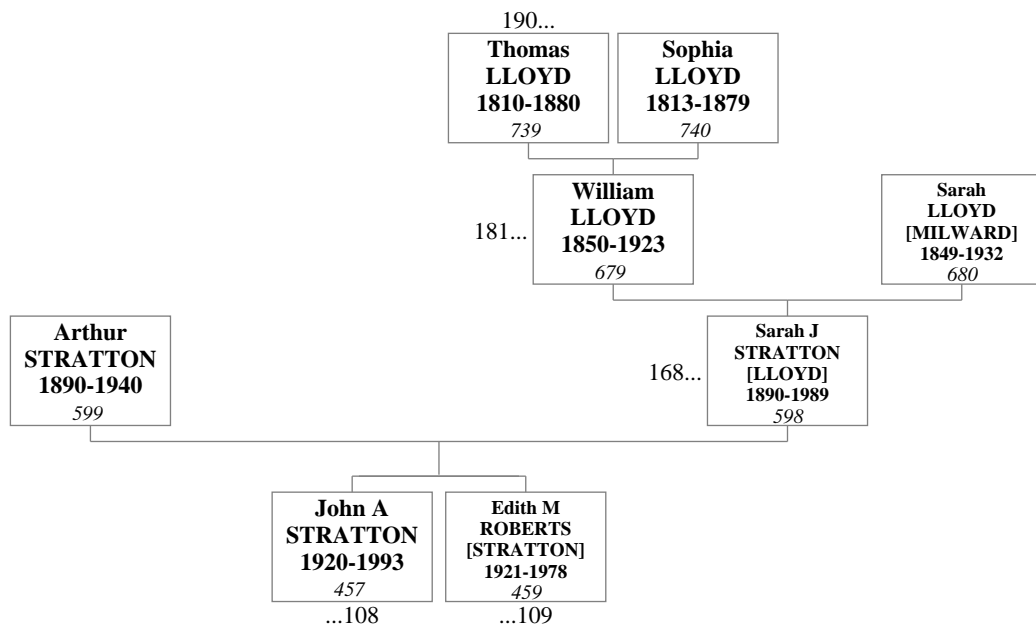 190...
Thomas
LLOYD
1810-1880
739
Sophia
LLOYD
1813-1879
740
181...
William
LLOYD
1850-1923
679
Sarah
LLOYD
[MILWARD]
1849-1932
680
Arthur
STRATTON
1890-1940
599
168...
Sarah J
STRATTON
[LLOYD]
1890-1989
598
John A
STRATTON
1920-1993
457
...108
Edith M
ROBERTS
[STRATTON]
1921-1978
459
...109